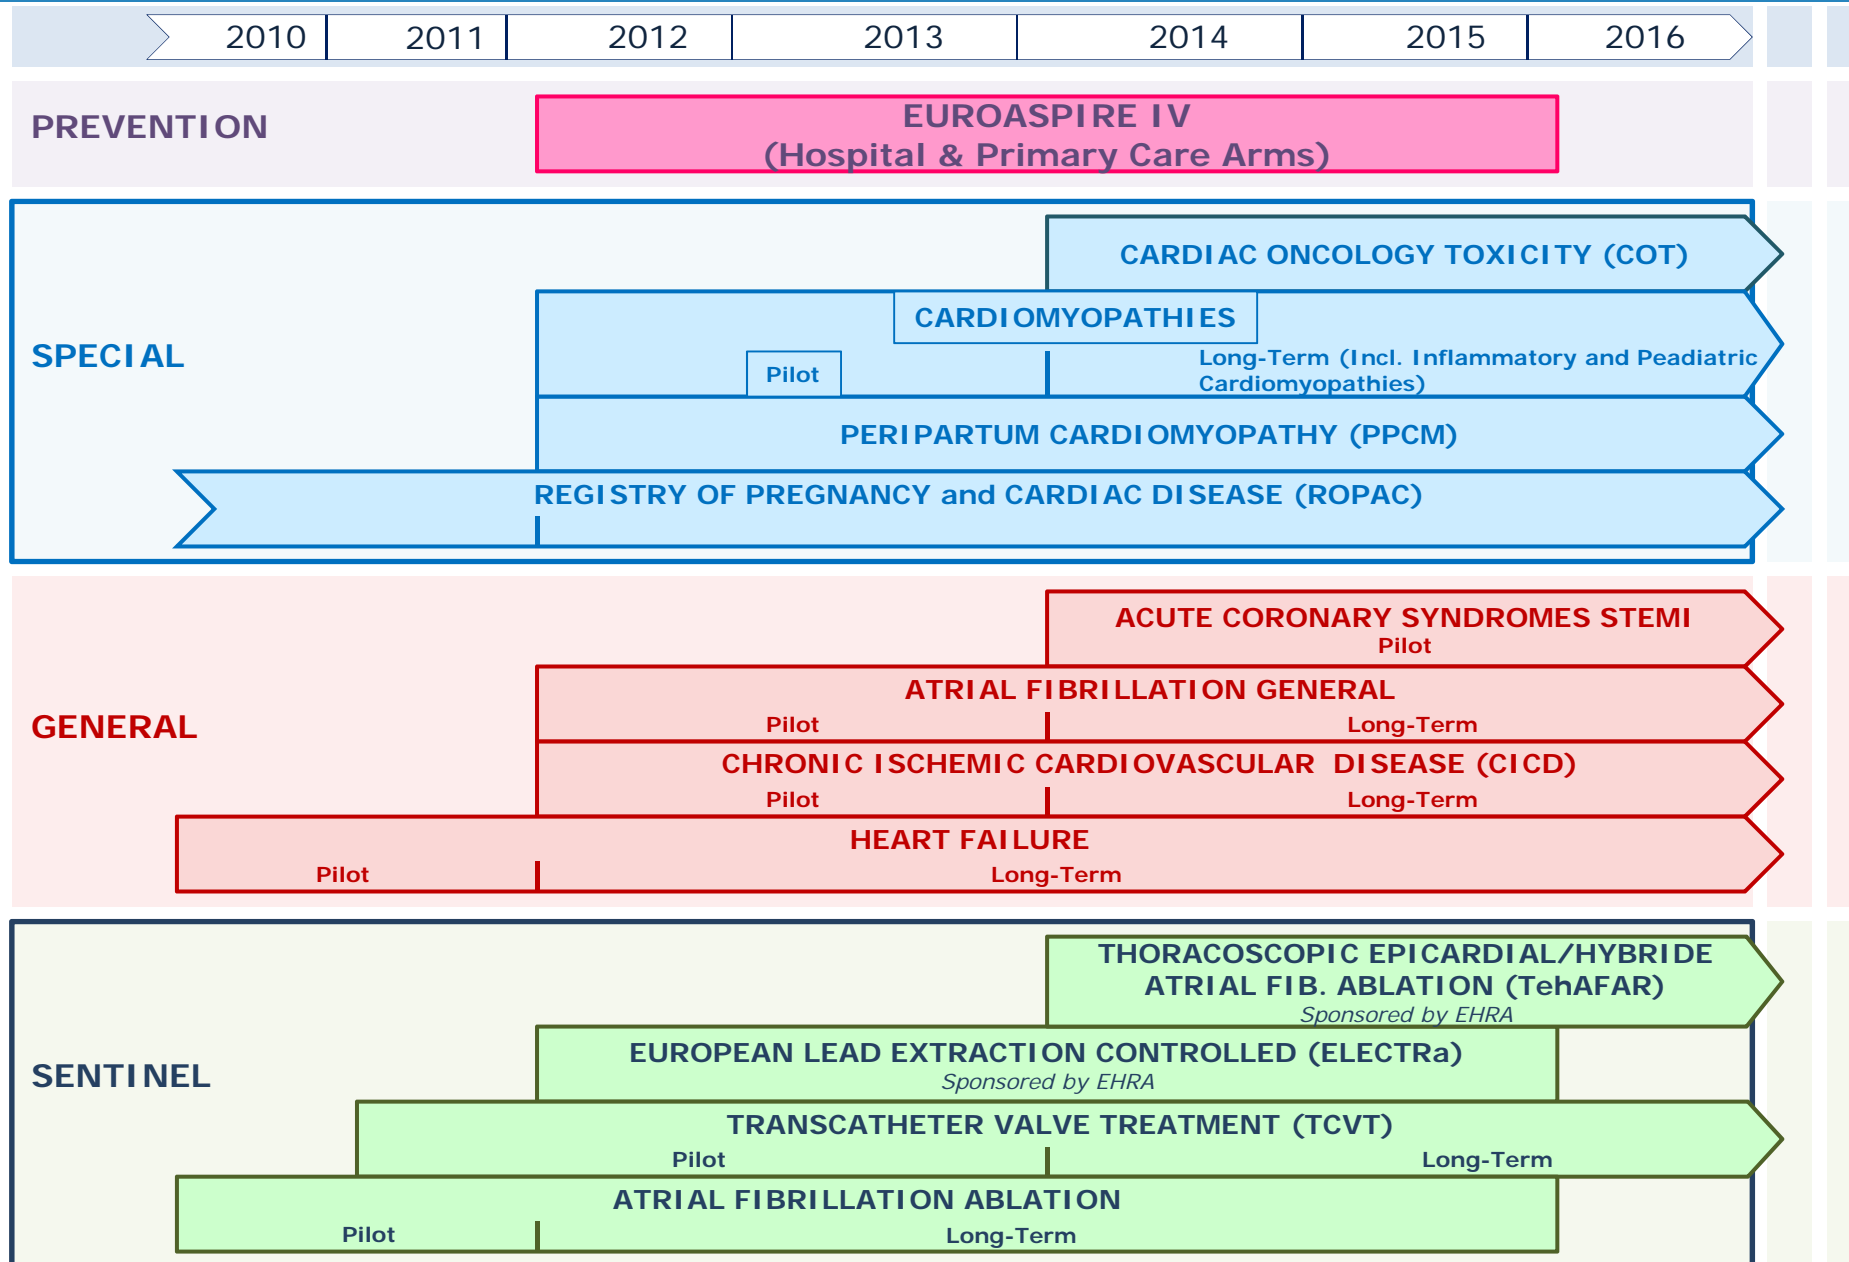 2010 2011 2012 2013 2014 2015 2016
PREVENTION
EUROASPIRE IV
(Hospital & Primary Care Arms)
SPECIAL
CARDIAC ONCOLOGY TOXICITY (COT)
CARDIOMYOPATHIES
Pilot
Long-Term (Incl. Inflammatory and Peadiatric
Cardiomyopathies)
PERIPARTUM CARDIOMYOPATHY (PPCM)
REGISTRY OF PREGNANCY and CARDIAC DISEASE (ROPAC)
GENERAL
ACUTE CORONARY SYNDROMES STEMI
Pilot
ATRIAL FIBRILLATION GENERAL
Pilot Long-Term
CHRONIC ISCHEMIC CARDIOVASCULAR DISEASE (CICD)
Pilot Long-Term
HEART FAILURE
Pilot Long-Term
SENTINEL
THORACOSCOPIC EPICARDIAL/HYBRIDE
ATRIAL FIB. ABLATION (TehAFAR)
Sponsored by EHRA
EUROPEAN LEAD EXTRACTION CONTROLLED (ELECTRa)
Sponsored by EHRA
TRANSCATHETER VALVE TREATMENT (TCVT)
Pilot Long-Term
ATRIAL FIBRILLATION ABLATION
Pilot Long-Term